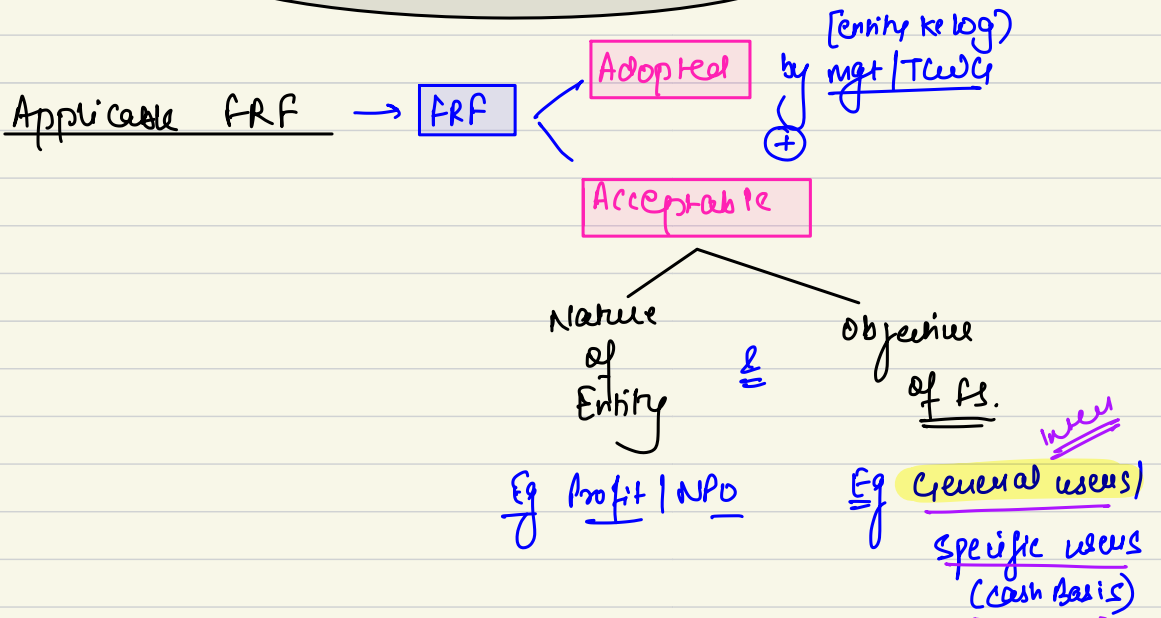 [entity ke log)
Adopted by mgt/TCWG
Applicable FRF → FRF
+
Acceptable
Nature of Entity & Objective of FS.
Eg Profit | NPO
Eg General users/
Specific users
(Cash Basis)